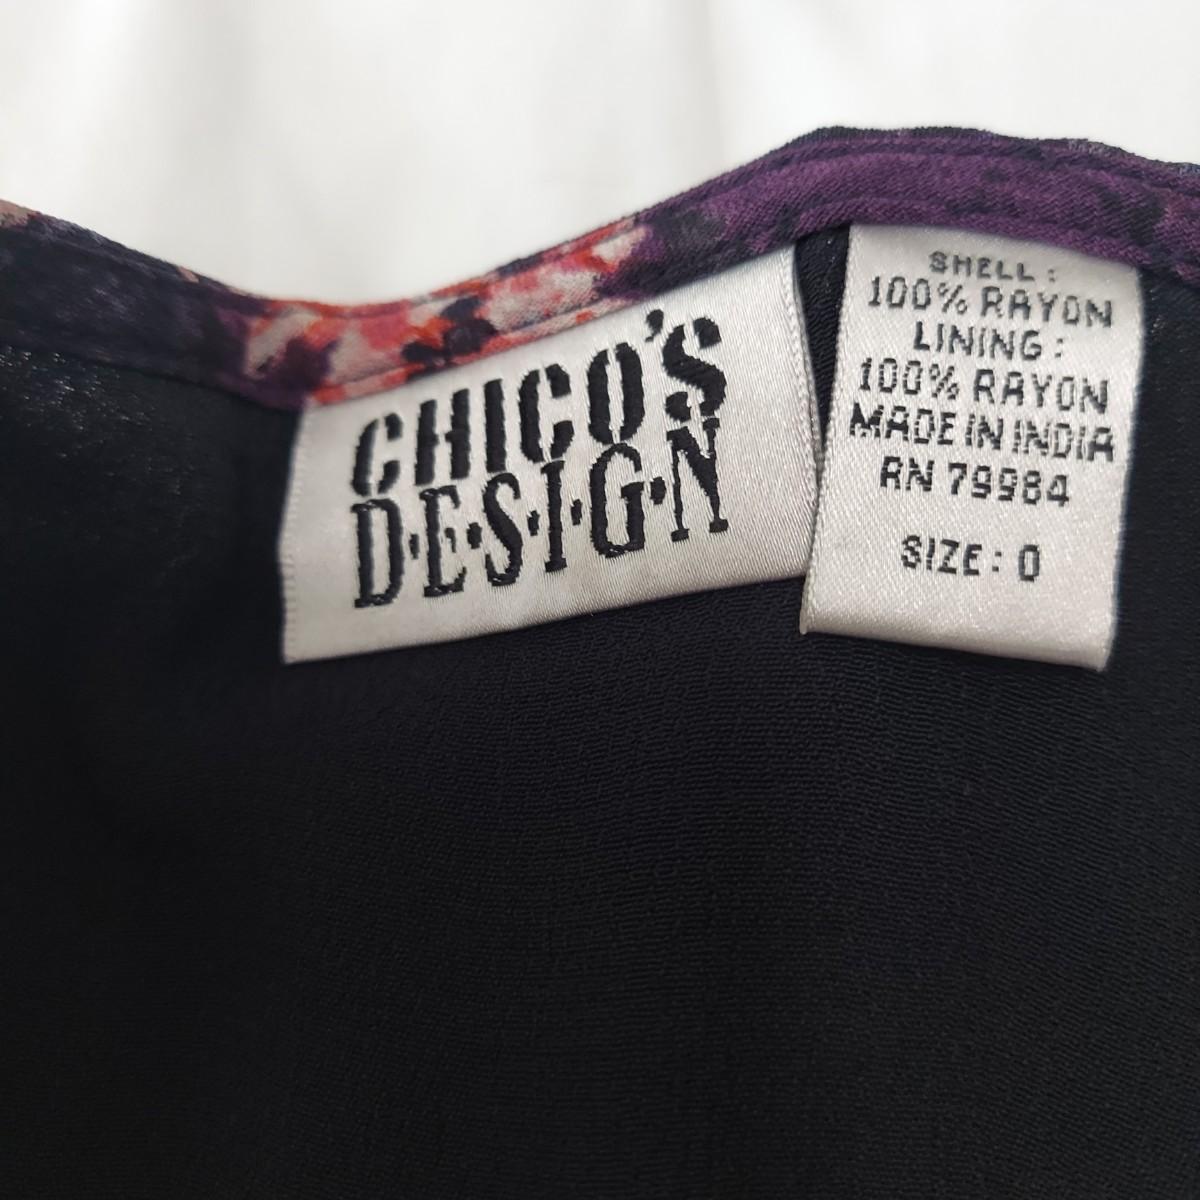 CHICO'S
D·E·S·I·G·N
SHELL:
100% RAYON
LINING:
100% RAYON
MADE IN INDIA
RN 79984
SIZE: 0